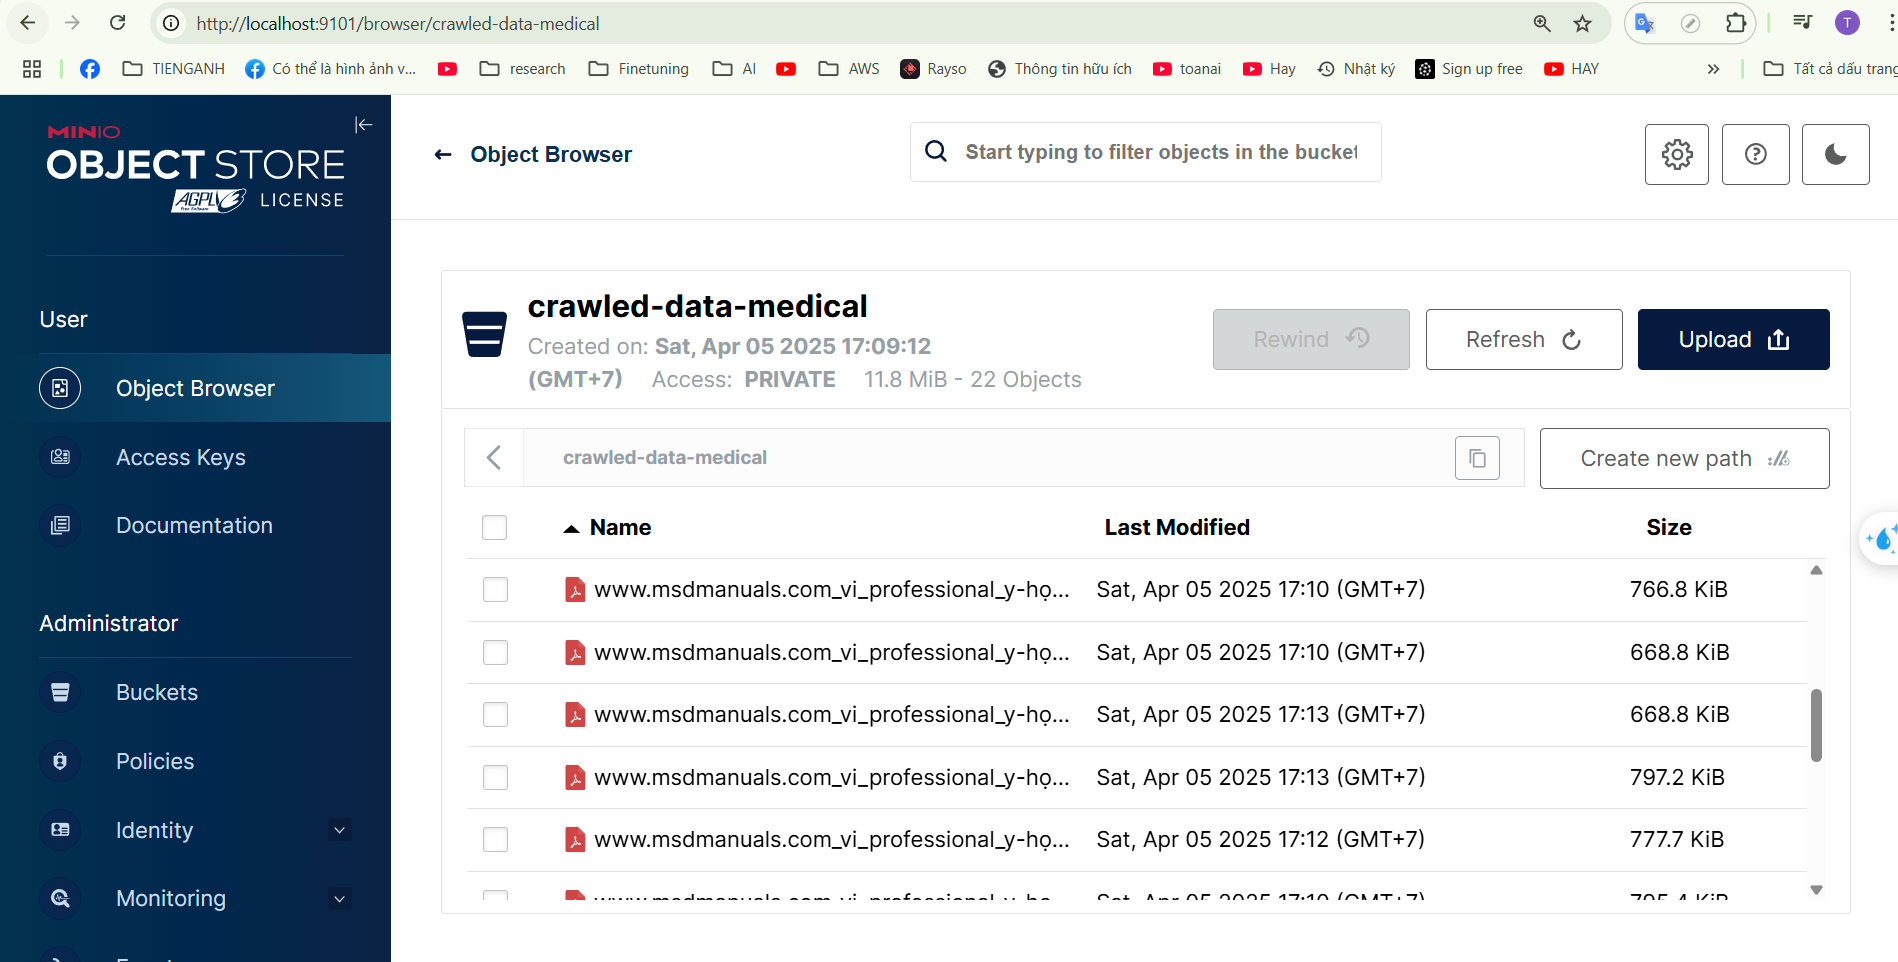 http://localhost:9101/browser/crawled-data-medical
T
TIENGANH
Có thể là hình ảnh v...
research
Finetuning
AI
AWS
Rayso
Thông tin hữu ích
toanai
Hay
Nhật ký
Sign up free
HAY
»
Tất cả dấu trang
MINIO
OBJECT STORE
AGPL v3
LICENSE
User
Object Browser
Access Keys
Documentation
Administrator
Buckets
Policies
Identity
Monitoring
Object Browser
Start typing to filter objects in the bucket
crawled-data-medical
Created on: Sat, Apr 05 2025 17:09:12
(GMT+7) Access: PRIVATE 11.8 MiB - 22 Objects
Rewind
Refresh
Upload
crawled-data-medical
Create new path
Name Last Modified Size
www.msdmanuals.com_vi_professional_y-họ... Sat, Apr 05 2025 17:10 (GMT+7) 766.8 KiB
www.msdmanuals.com_vi_professional_y-họ... Sat, Apr 05 2025 17:10 (GMT+7) 668.8 KiB
www.msdmanuals.com_vi_professional_y-họ... Sat, Apr 05 2025 17:13 (GMT+7) 668.8 KiB
www.msdmanuals.com_vi_professional_y-họ... Sat, Apr 05 2025 17:13 (GMT+7) 797.2 KiB
www.msdmanuals.com_vi_professional_y-họ... Sat, Apr 05 2025 17:12 (GMT+7) 777.7 KiB